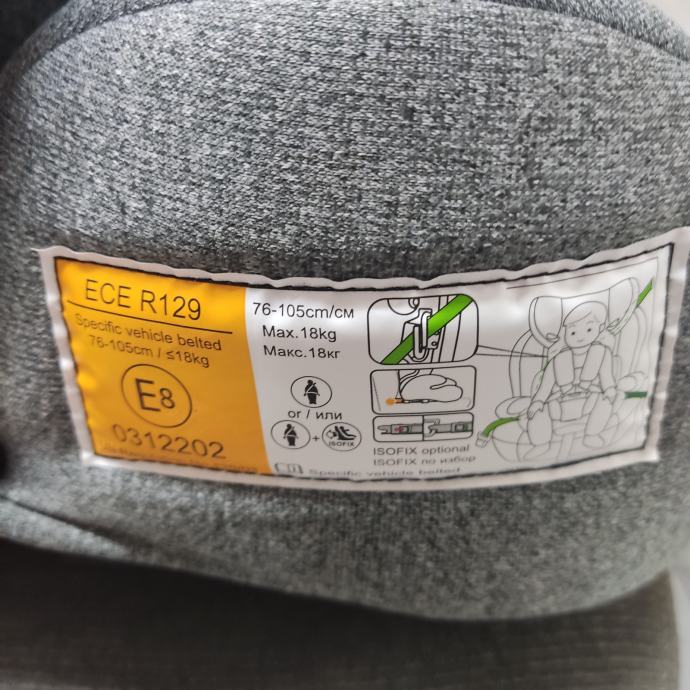 ECE R129
Specific vehicle belted
76-105cm / ≤18kg
E8
0312202
76-105cm/см
Max.18kg
Макс.18кг
or / или
+
ISOFIX
ISOFIX optional
ISOFIX по избор
Specific vehicle belted